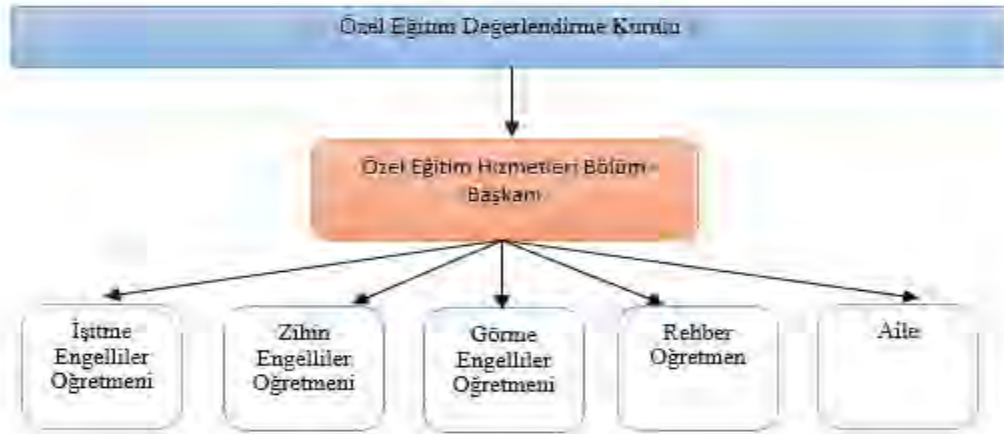 Özel Eğitim Değerlendirme Kurulu
Özel Eğitim Hizmetleri Bölüm
Başkanı
İşitme
Engelliler
Öğretmeni
Zihin
Engelliler
Öğretmeni
Görme
Engelliler
Öğretmeni
Rehber
Öğretmen
Aile